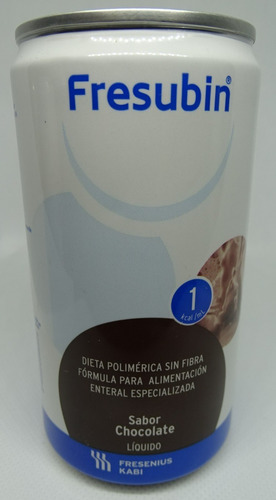 Fresubin®
1
kcal/mL
DIETA POLIMÉRICA SIN FIBRA
FÓRMULA PARA ALIMENTACIÓN
ENTERAL ESPECIALIZADA
Sabor
Chocolate
LÍQUIDO
FRESENIUS
KABI